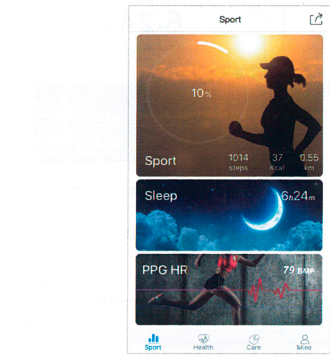 Sport
10%
Sport
1014 37 0.55
steps Kcal km
Sleep
6h24m
PPG HR
79 BMP
Sport Health Care Mine